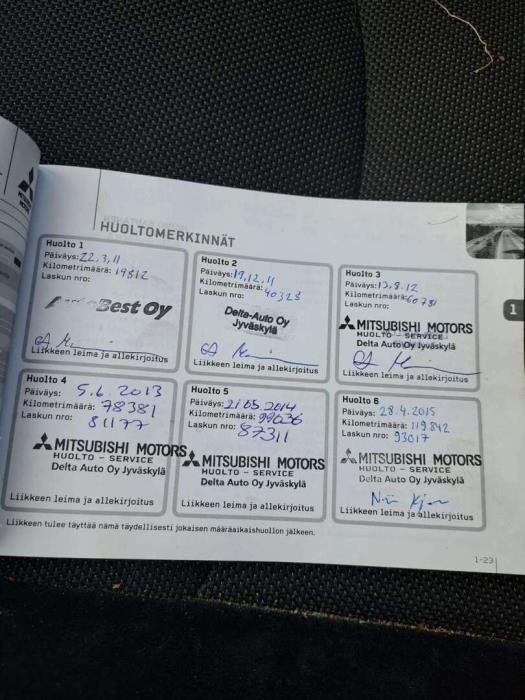 HUOLTOMERKINNÄT
Huolto 1
Päiväys: 22.3.11
Kilometrimäärä: 19812
Laskun nro:
Best Oy
Liikkeen leima ja allekirjoitus
Huolto 2
Päiväys: 19.12.11
Kilometrimäärä: 40323
Laskun nro:
Delta-Auto Oy
Jyväskylä
Liikkeen leima ja allekirjoitus
Huolto 3
Päiväys: 13.8.12
Kilometrimäärä: 60781
Laskun nro:
MITSUBISHI MOTORS
HUOLTO - SERVICE
Delta Auto Oy Jyväskylä
Liikkeen leima ja allekirjoitus
Huolto 4
Päiväys: 5.6.2013
Kilometrimäärä: 78381
Laskun nro: 81177
MITSUBISHI MOTORS
HUOLTO - SERVICE
Delta Auto Oy Jyväskylä
Liikkeen leima ja allekirjoitus
Huolto 5
Päiväys: 21.05.2014
Kilometrimäärä: 99636
Laskun nro: 87311
MITSUBISHI MOTORS
HUOLTO - SERVICE
Delta Auto Oy Jyväskylä
Liikkeen leima ja allekirjoitus
Huolto 6
Päiväys: 28.4.2015
Kilometrimäärä: 119842
Laskun nro: 93017
MITSUBISHI MOTORS
HUOLTO - SERVICE
Delta Auto Oy Jyväskylä
Liikkeen leima ja allekirjoitus
Liikkeen tulee täyttää nämä täydellisesti jokaisen määräaikaishuollon jälkeen.
1
1-23